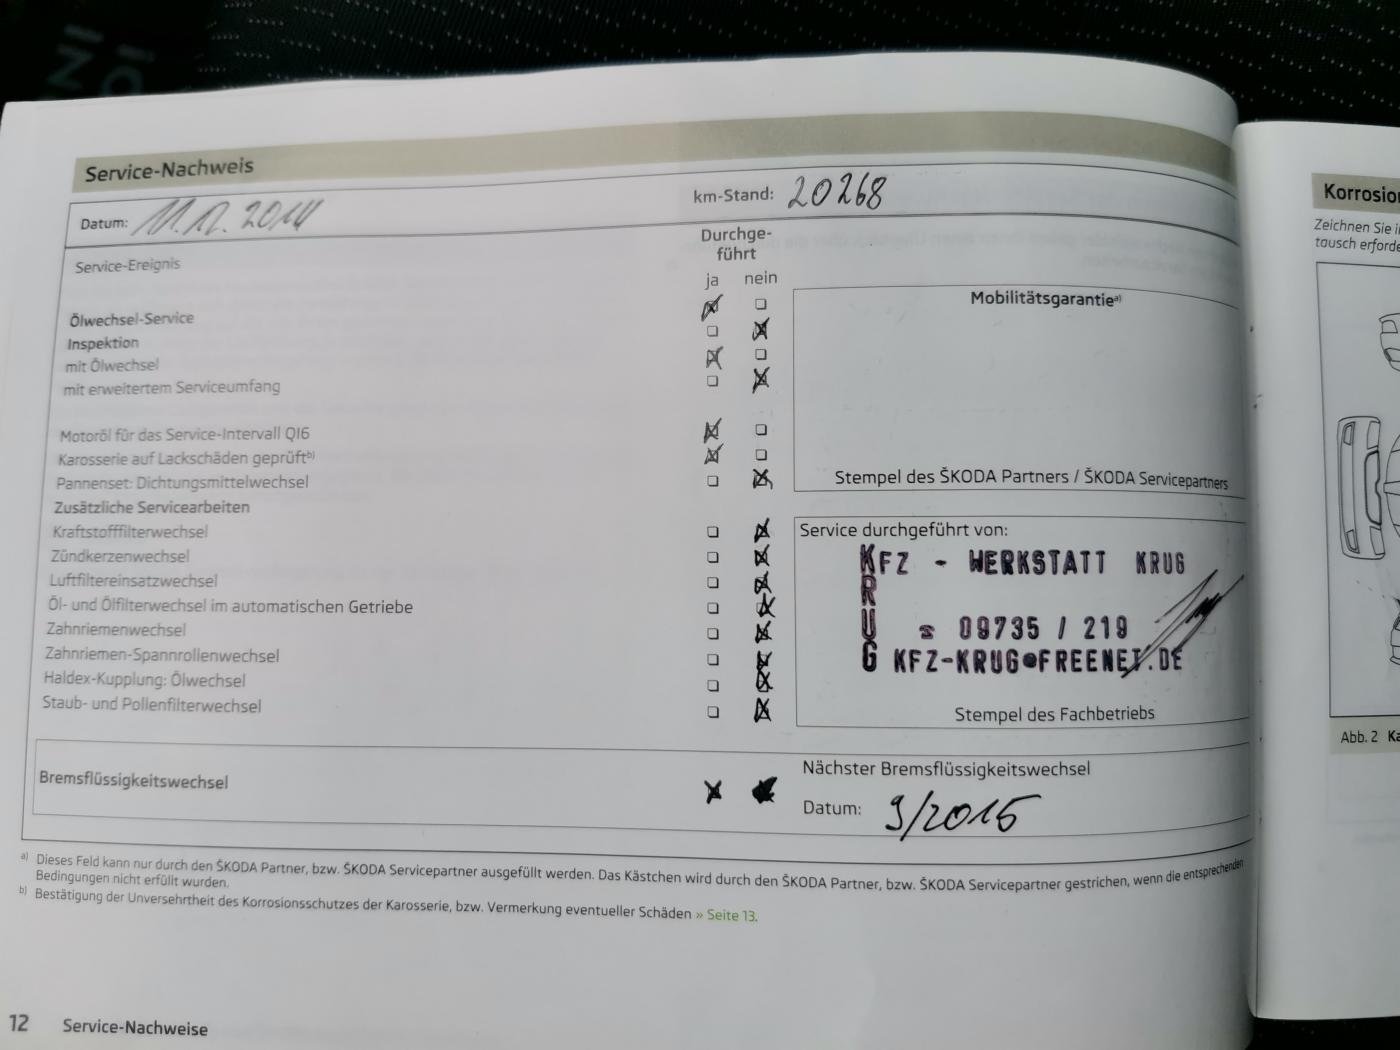 Service-Nachweis
Datum: 11.12.2014
km-Stand: 20268
Service-Ereignis
Durchge-
führt
ja nein
Ölwechsel-Service
Inspektion
mit Ölwechsel
mit erweitertem Serviceumfang
Motoröl für das Service-Intervall QI6
Karosserie auf Lackschäden geprüft b)
Pannenset: Dichtungsmittelwechsel
Zusätzliche Servicearbeiten
Kraftstofffilterwechsel
Zündkerzenwechsel
Luftfiltereinsatzwechsel
Öl- und Ölfilterwechsel im automatischen Getriebe
Zahnriemenwechsel
Zahnriemen-Spannrollenwechsel
Haldex-Kupplung: Ölwechsel
Staub- und Pollenfilterwechsel
Mobilitätsgarantie a)
Stempel des ŠKODA Partners / ŠKODA Servicepartners
Service durchgeführt von:
KFZ - WERKSTATT KRUG
KRUG
☎ 09735 / 219
KFZ-KRUG@FREENET.DE
Stempel des Fachbetriebs
Bremsflüssigkeitswechsel
Nächster Bremsflüssigkeitswechsel
Datum: 9/2015
a) Dieses Feld kann nur durch den ŠKODA Partner, bzw. ŠKODA Servicepartner ausgefüllt werden. Das Kästchen wird durch den ŠKODA Partner, bzw. ŠKODA Servicepartner gestrichen, wenn die entsprechenden
Bedingungen nicht erfüllt wurden.
b) Bestätigung der Unversehrtheit des Korrosionsschutzes der Karosserie, bzw. Vermerkung eventueller Schäden » Seite 13.
12 Service-Nachweise
Korrosio
Zeichnen Sie i
tausch erforde
Abb. 2 Ka